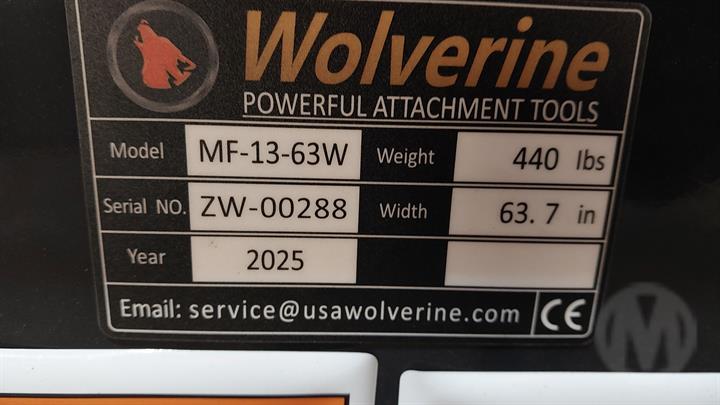 Wolverine
POWERFUL ATTACHMENT TOOLS
Model MF-13-63W Weight 440 lbs
Serial NO. ZW-00288 Width 63.7 in
Year 2025
Email: service@usawolverine.com CE
M